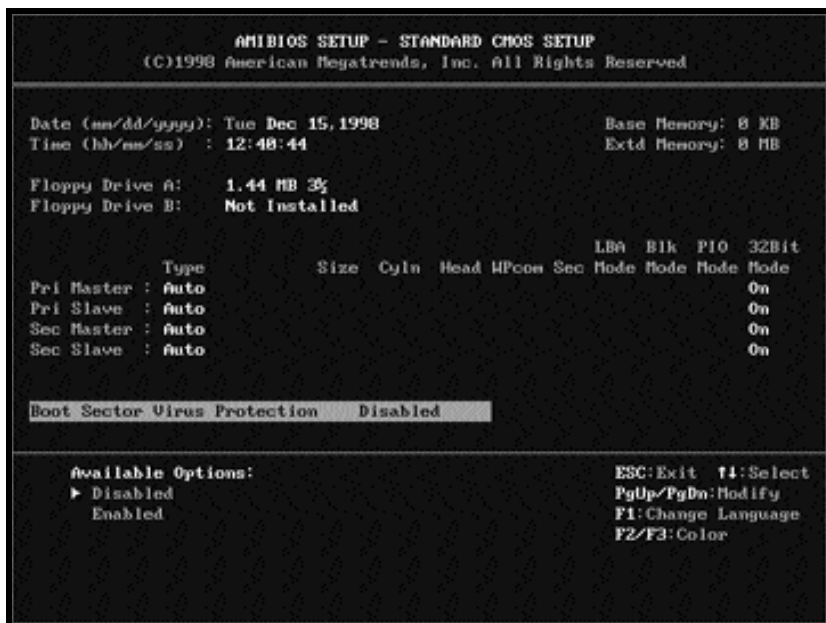 AMIBIOS SETUP - STANDARD CMOS SETUP
(C)1998 American Megatrends, Inc. All Rights Reserved
Date (mm/dd/yyyy): Tue Dec 15,1998 Base Memory: 0 KB
Time (hh/mm/ss) : 12:40:44 Extd Memory: 0 MB
Floppy Drive A: 1.44 MB 3½
Floppy Drive B: Not Installed
LBA Blk PIO 32Bit
Type Size Cyln Head WPcom Sec Mode Mode Mode Mode
Pri Master : Auto On
Pri Slave : Auto On
Sec Master : Auto On
Sec Slave : Auto On
Boot Sector Virus Protection Disabled
Available Options: ESC:Exit ↑↓:Select
▶ Disabled PgUp/PgDn:Modify
Enabled F1:Change Language
F2/F3:Color